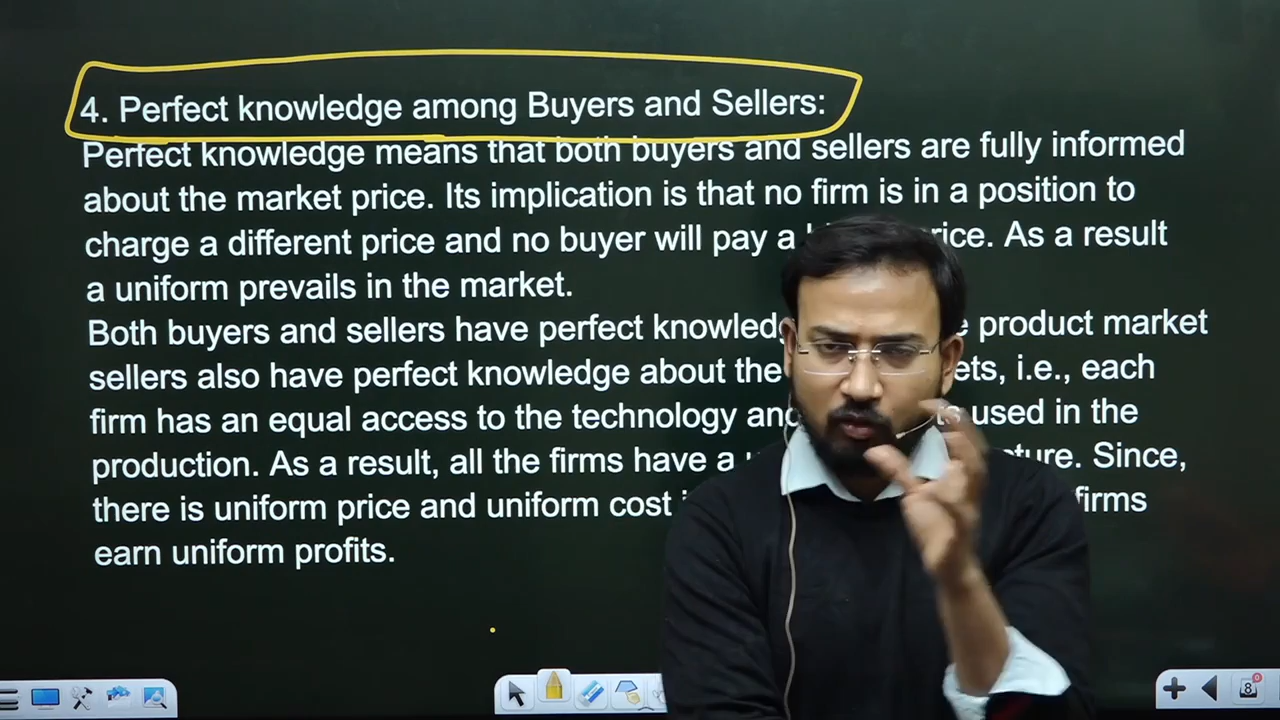 4. Perfect knowledge among Buyers and Sellers:
Perfect knowledge means that both buyers and sellers are fully informed
about the market price. Its implication is that no firm is in a position to
charge a different price and no buyer will pay a rice. As a result
a uniform prevails in the market.
Both buyers and sellers have perfect knowledg product market
sellers also have perfect knowledge about the ets, i.e., each
firm has an equal access to the technology and ts used in the
production. As a result, all the firms have a cture. Since,
there is uniform price and uniform cost firms
earn uniform profits.
8